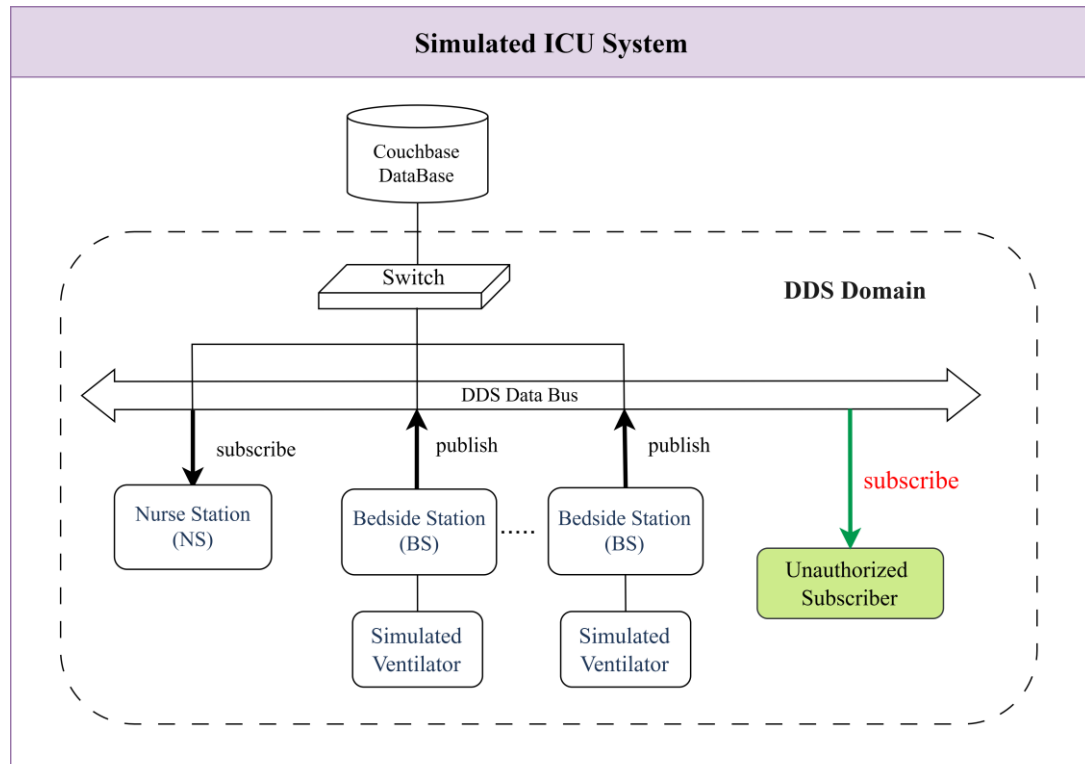 Simulated ICU System
Couchbase
DataBase
Switch
DDS Domain
DDS Data Bus
subscribe
publish
publish
subscribe
Nurse Station
(NS)
Bedside Station
(BS)
.....
Bedside Station
(BS)
Unauthorized
Subscriber
Simulated
Ventilator
Simulated
Ventilator